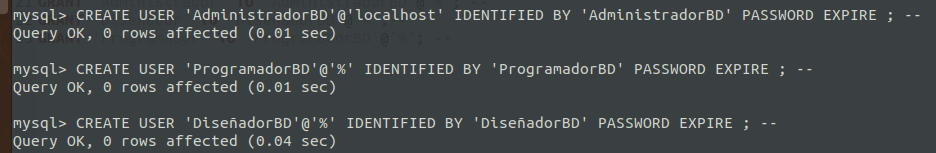 mysql> CREATE USER 'AdministradorBD'@'localhost' IDENTIFIED BY 'AdministradorBD' PASSWORD EXPIRE ; --
Query OK, 0 rows affected (0.01 sec)
mysql> CREATE USER 'ProgramadorBD'@'%' IDENTIFIED BY 'ProgramadorBD' PASSWORD EXPIRE ; --
Query OK, 0 rows affected (0.01 sec)
mysql> CREATE USER 'DiseñadorBD'@'%' IDENTIFIED BY 'DiseñadorBD' PASSWORD EXPIRE ; --
Query OK, 0 rows affected (0.04 sec)